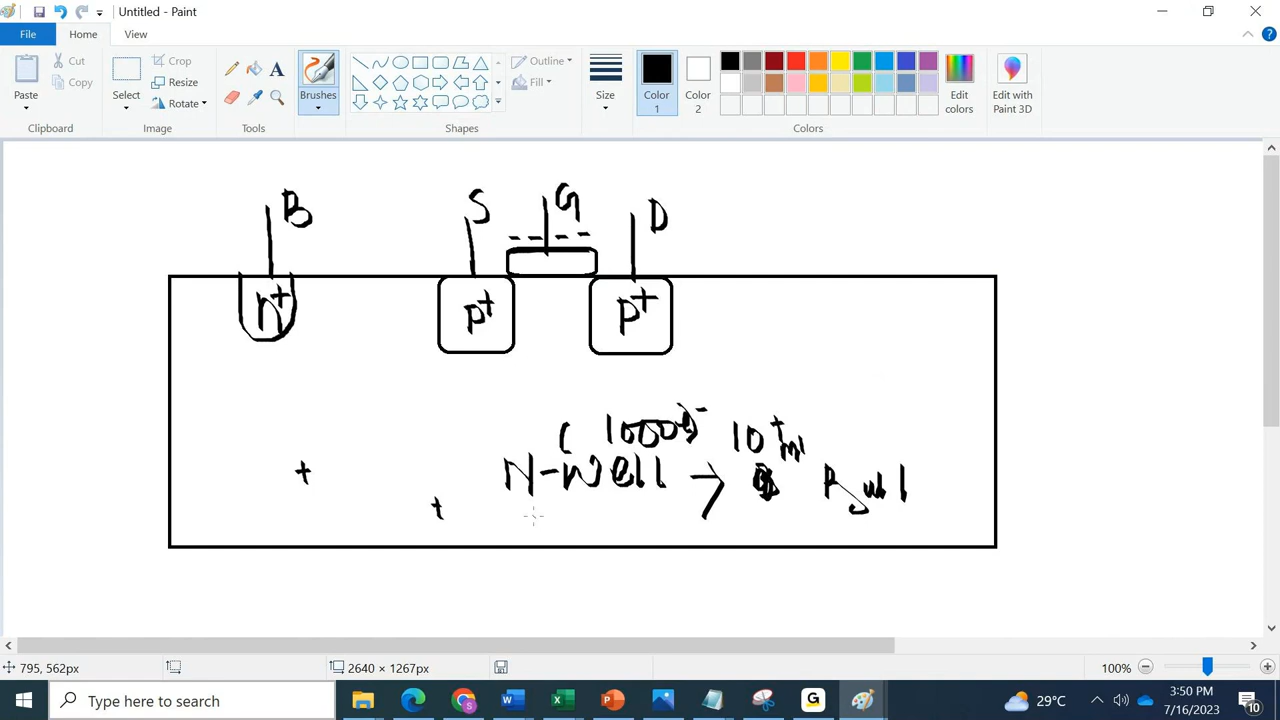 Untitled - Paint
File Home View
Paste
Cut
Copy
Clipboard
Select
Crop
Resize
Rotate
Image
Tools
Brushes
Outline
Fill
Shapes
Size
Color 1
Color 2
Edit colors
Edit with Paint 3D
Colors
B S G D
n+ p+ p+
N-Well →
+
+
795, 562px
2640 × 1267px
100%
Type here to search
29°C
3:50 PM
7/16/2023
10